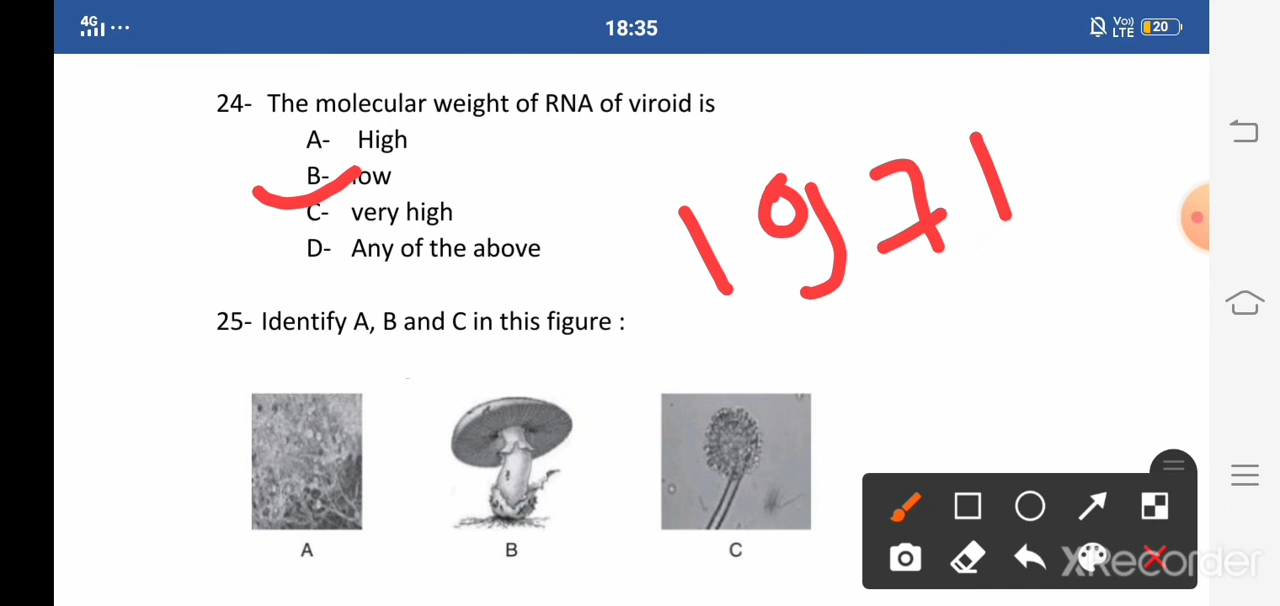 4G
18:35
Vo))
LTE
20
24- The molecular weight of RNA of viroid is
A- High
B- low
C- very high
D- Any of the above
1971
25- Identify A, B and C in this figure :
A
B
C
XRecorder